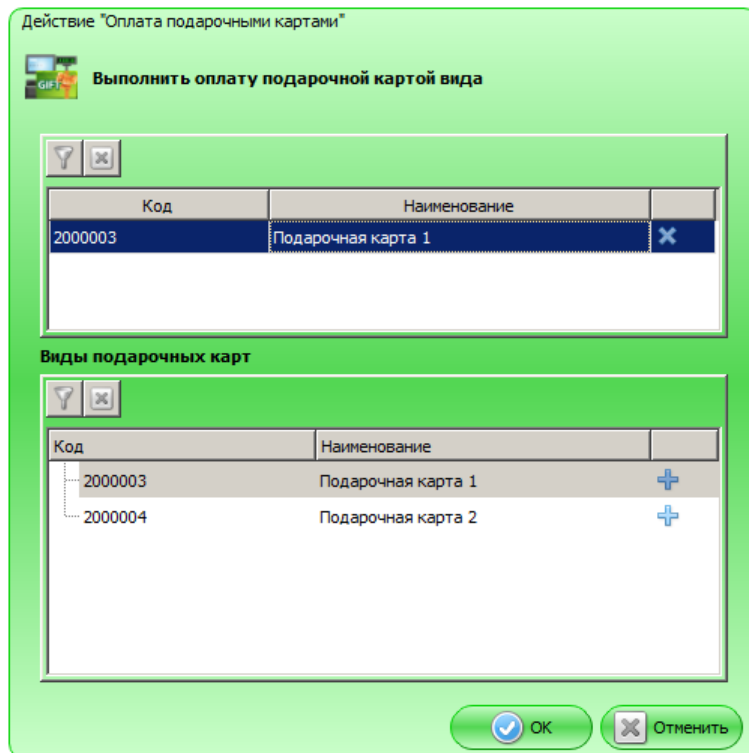 Действие "Оплата подарочными картами"
GIFT
Выполнить оплату подарочной картой вида
Код Наименование
2000003 Подарочная карта 1
Виды подарочных карт
Код Наименование
2000003 Подарочная карта 1
2000004 Подарочная карта 2
ОК Отменить